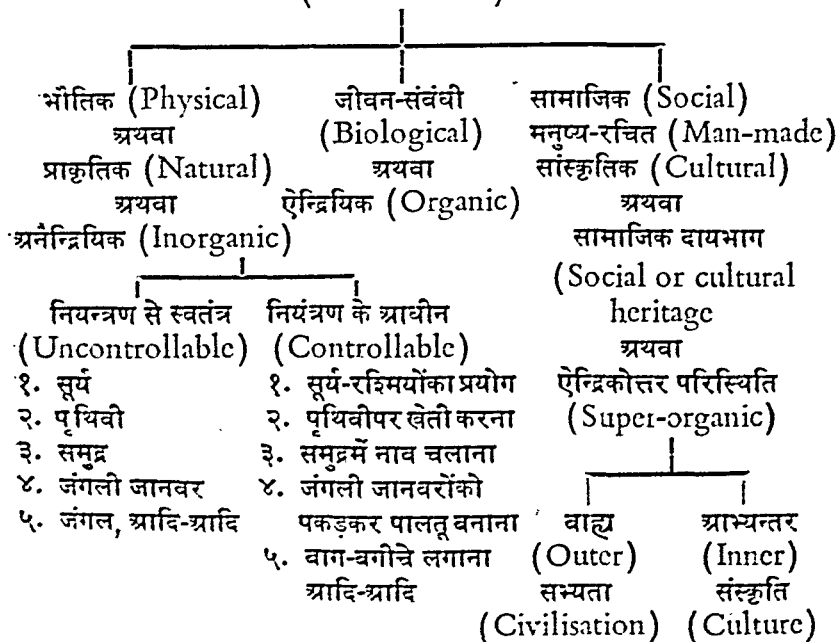 भौतिक (Physical)
अथवा
प्राकृतिक (Natural)
अथवा
अनैन्द्रियिक (Inorganic)
जीवन-संबंधी
(Biological)
अथवा
ऐन्द्रियिक (Organic)
सामाजिक (Social)
मनुष्य-रचित (Man-made)
सांस्कृतिक (Cultural)
अथवा
सामाजिक दायभाग
(Social or cultural
heritage
अथवा
ऐन्द्रिकोत्तर परिस्थिति
(Super-organic)
नियन्त्रण से स्वतंत्र
(Uncontrollable)
१. सूर्य
२. पृथिवी
३. समुद्र
४. जंगली जानवर
५. जंगल, आदि-आदि
नियंत्रण के आधीन
(Controllable)
१. सूर्य-रश्मियोंका प्रयोग
२. पृथिवीपर खेती करना
३. समुद्रमें नाव चलाना
४. जंगली जानवरोंको
पकड़कर पालतू बनाना
५. बाग-बगीचे लगाना
आदि-आदि
वाह्य
(Outer)
सभ्यता
(Civilisation)
आभ्यन्तर
(Inner)
संस्कृति
(Culture)